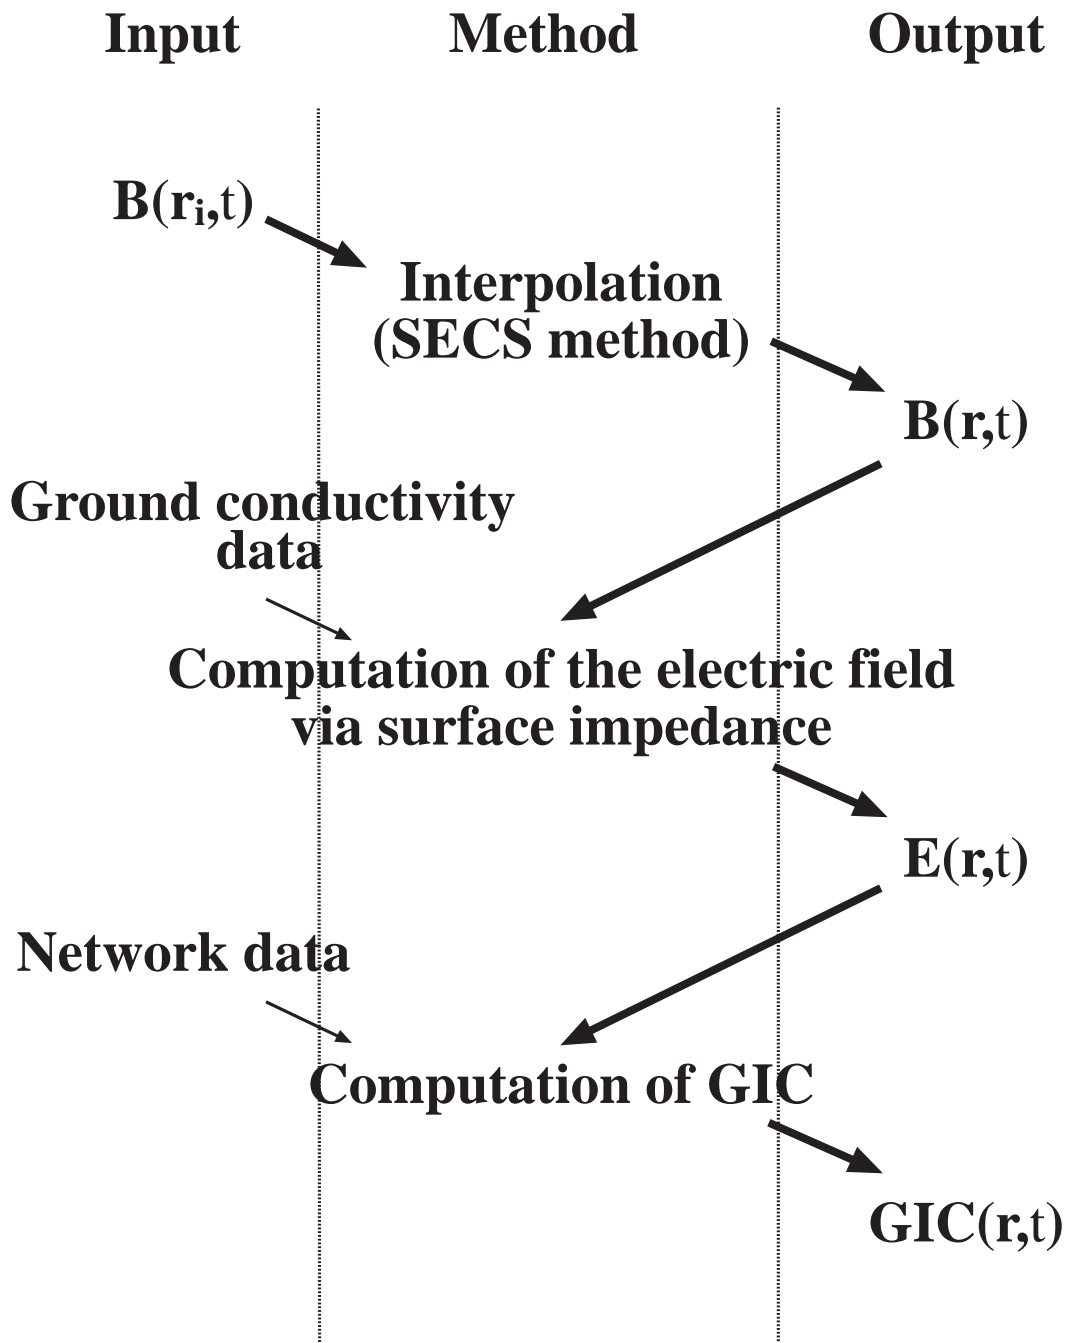 Input Method Output
B(ri,t)
Interpolation
(SECS method)
B(r,t)
Ground conductivity
data
Computation of the electric field
via surface impedance
E(r,t)
Network data
Computation of GIC
GIC(r,t)